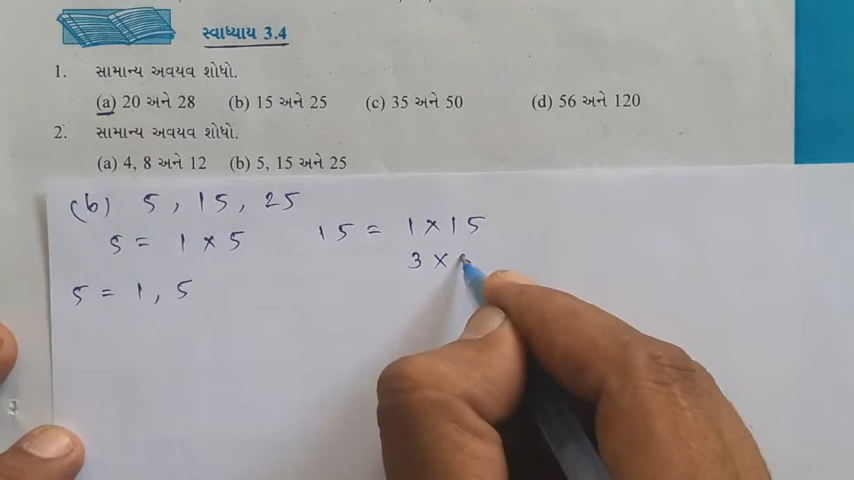 સ્વાધ્યાય 3.4
1. સામાન્ય અવયવ શોધો.
(a) 20 અને 28 (b) 15 અને 25 (c) 35 અને 50 (d) 56 અને 120
2. સામાન્ય અવયવ શોધો.
(a) 4, 8 અને 12 (b) 5, 15 અને 25
(b) 5, 15, 25
5 = 1 × 5 15 = 1 × 15
3 ×
5 = 1, 5